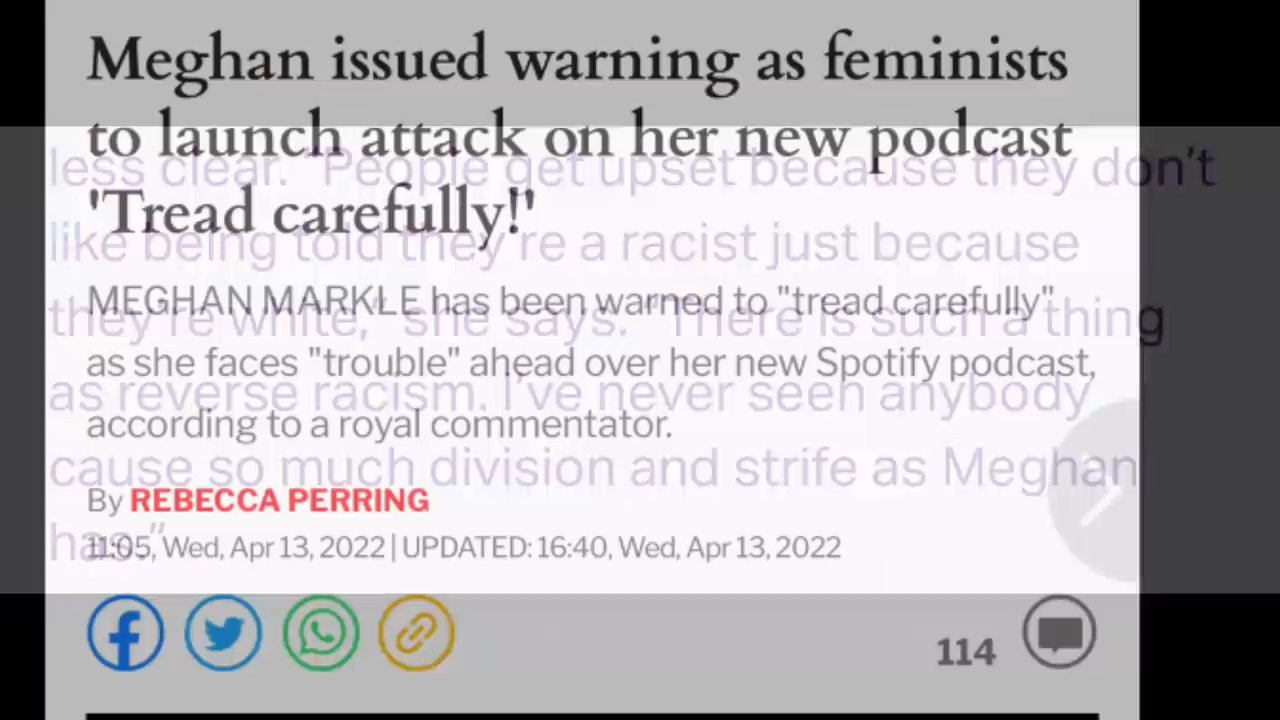 Meghan issued warning as feminists
to launch attack on her new podcast
'Tread carefully!'
MEGHAN MARKLE has been warned to "tread carefully"
as she faces "trouble" ahead over her new Spotify podcast,
according to a royal commentator.
By REBECCA PERRING
11:05, Wed, Apr 13, 2022 | UPDATED: 16:40, Wed, Apr 13, 2022
114
less clear. "People get upset because they don't
like being told they're a racist just because
they're white," she says. "There is such a thing
as reverse racism. I've never seen anybody
cause so much division and strife as Meghan
has."